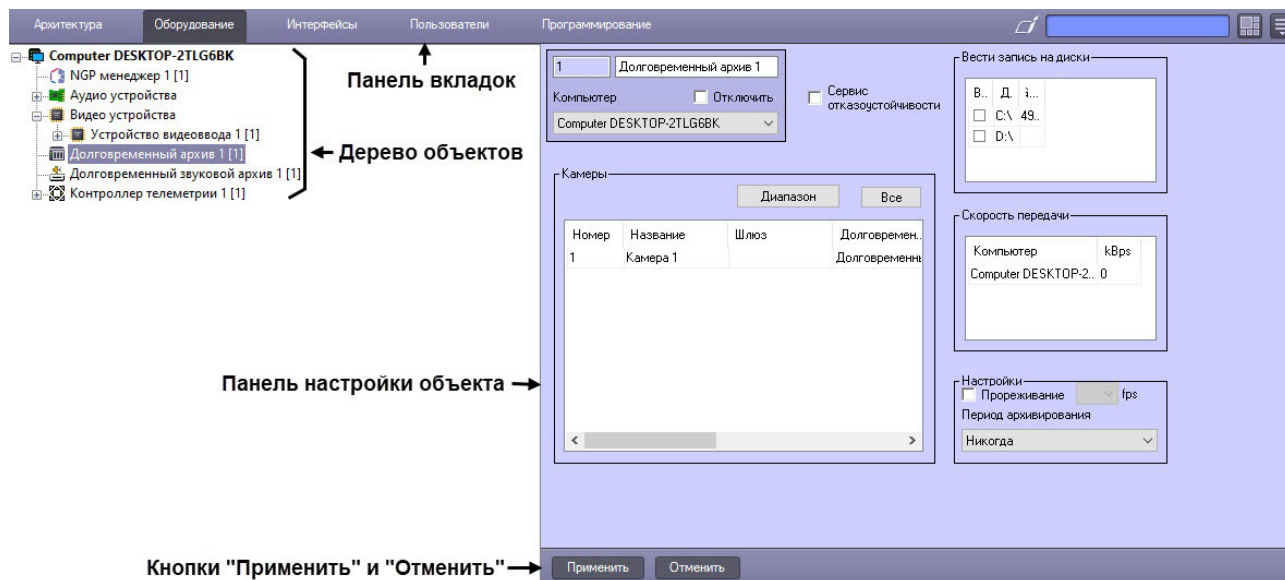 Архитектура Оборудование Интерфейсы Пользователи Программирование
Computer DESKTOP-2TLG6BK
NGP менеджер 1 [1]
Аудио устройства
Видео устройства
Устройство видеоввода 1 [1]
Долговременный архив 1 [1]
Долговременный звуковой архив 1 [1]
Контроллер телеметрии 1 [1]
Панель вкладок
Дерево объектов
Панель настройки объекта
Кнопки "Применить" и "Отменить"
1 Долговременный архив 1
Компьютер Отключить
Computer DESKTOP-2TLG6BK
Сервис
отказоустойчивости
Камеры
Диапазон Все
Номер Название Шлюз Долговремен..
1 Камера 1 Долговременнь
Вести запись на диски
В.. Д.
C:\ 49..
D:\
Скорость передачи
Компьютер kBps
Computer DESKTOP-2.. 0
Настройки
Прореживание fps
Период архивирования
Никогда
Применить Отменить